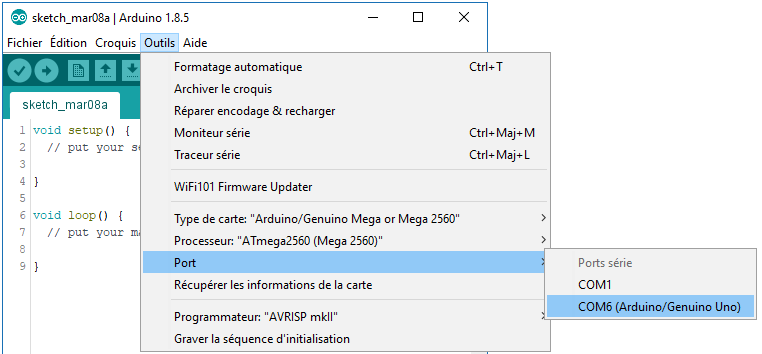 sketch_mar08a | Arduino 1.8.5
Fichier Édition Croquis Outils Aide
sketch_mar08a
1 void setup() {
2 // put your se
3
4 }
5
6 void loop() {
7 // put your ma
8
9 }
Formatage automatique Ctrl+T
Archiver le croquis
Réparer encodage & recharger
Moniteur série Ctrl+Maj+M
Traceur série Ctrl+Maj+L
WiFi101 Firmware Updater
Type de carte: "Arduino/Genuino Mega or Mega 2560"
Processeur: "ATmega2560 (Mega 2560)"
Port
Récupérer les informations de la carte
Programmateur: "AVRISP mkII"
Graver la séquence d'initialisation
Ports série
COM1
COM6 (Arduino/Genuino Uno)